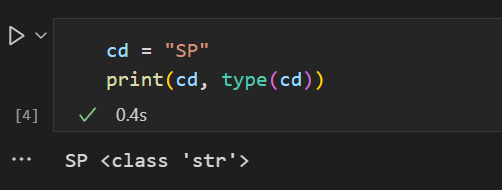 cd = "SP"
print(cd, type(cd))
[4] 0.4s
SP <class 'str'>